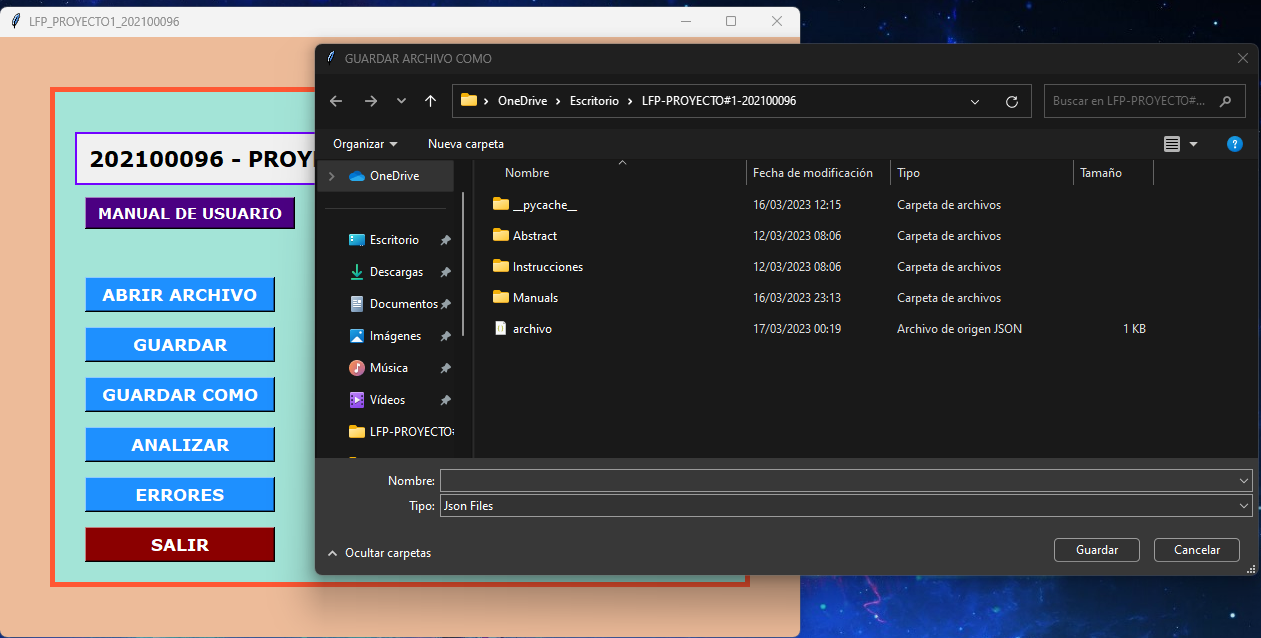 LFP_PROYECTO1_202100096
GUARDAR ARCHIVO COMO
OneDrive
Escritorio
LFP-PROYECTO#1-202100096
Buscar en LFP-PROYECTO#...
Organizar
Nueva carpeta
202100096 - PROY
MANUAL DE USUARIO
ABRIR ARCHIVO
GUARDAR
GUARDAR COMO
ANALIZAR
ERRORES
SALIR
OneDrive
Escritorio
Descargas
Documentos
Imágenes
Música
Vídeos
LFP-PROYECTO#
Nombre Fecha de modificación Tipo Tamaño
__pycache__ 16/03/2023 12:15 Carpeta de archivos
Abstract 12/03/2023 08:06 Carpeta de archivos
Instrucciones 12/03/2023 08:06 Carpeta de archivos
Manuals 16/03/2023 23:13 Carpeta de archivos
archivo 17/03/2023 00:19 Archivo de origen JSON 1 KB
Nombre:
Tipo: Json Files
Ocultar carpetas
Guardar
Cancelar